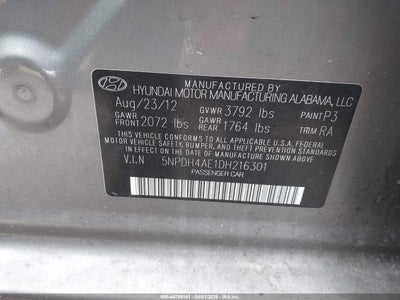 MANUFACTURED BY
HYUNDAI MOTOR MANUFACTURING ALABAMA, LLC
Aug/23/12 GVWR 3792 lbs PAINT P3
GAWR FRONT 2072 lbs GAWR REAR 1764 lbs TRIM RA
THIS VEHICLE CONFORMS TO ALL APPLICABLE U.S.A. FEDERAL
MOTOR VEHICLE SAFETY, BUMPER, AND THEFT PREVENTION STANDARDS
IN EFFECT ON THE DATE OF MANUFACTURE SHOWN ABOVE.
V.I.N 5NPDH4AE1DH216301
PASSENGER CAR